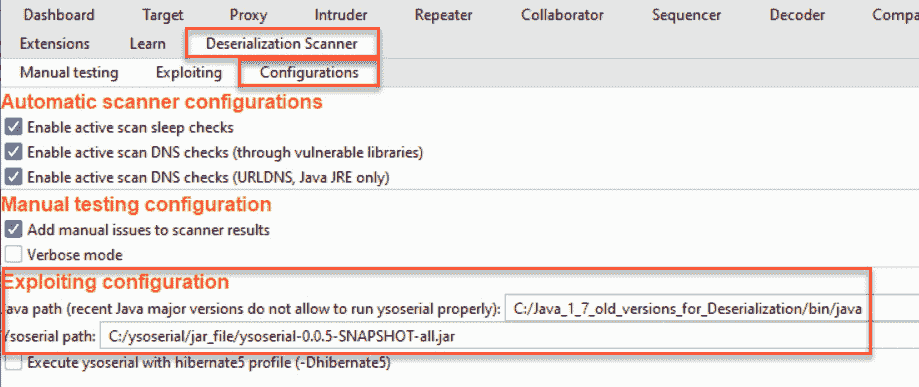 Dashboard Target Proxy Intruder Repeater Collaborator Sequencer Decoder Compa
Extensions Learn Deserialization Scanner
Manual testing Exploiting Configurations
Automatic scanner configurations
Enable active scan sleep checks
Enable active scan DNS checks (through vulnerable libraries)
Enable active scan DNS checks (URLDNS, Java JRE only)
Manual testing configuration
Add manual issues to scanner results
Verbose mode
Exploiting configuration
Java path (recent Java major versions do not allow to run ysoserial properly): C:/Java_1_7_old_versions_for_Deserialization/bin/java
Ysoserial path: C:/ysoserial/jar_file/ysoserial-0.0.5-SNAPSHOT-all.jar
Execute ysoserial with hibernate5 profile (-Dhibernate5)